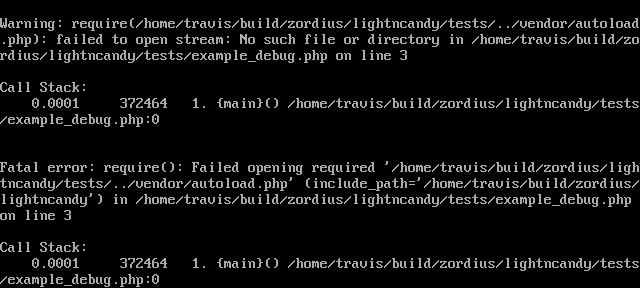 Warning: require(/home/travis/build/zordius/lightncandy/tests/../vendor/autoload
.php): failed to open stream: No such file or directory in /home/travis/build/zo
rdius/lightncandy/tests/example_debug.php on line 3
Call Stack:
    0.0001     372464   1. {main}() /home/travis/build/zordius/lightncandy/tests
/example_debug.php:0
Fatal error: require(): Failed opening required '/home/travis/build/zordius/ligh
tncandy/tests/../vendor/autoload.php' (include_path='/home/travis/build/zordius/
lightncandy') in /home/travis/build/zordius/lightncandy/tests/example_debug.php 
on line 3
Call Stack:
    0.0001     372464   1. {main}() /home/travis/build/zordius/lightncandy/tests
/example_debug.php:0